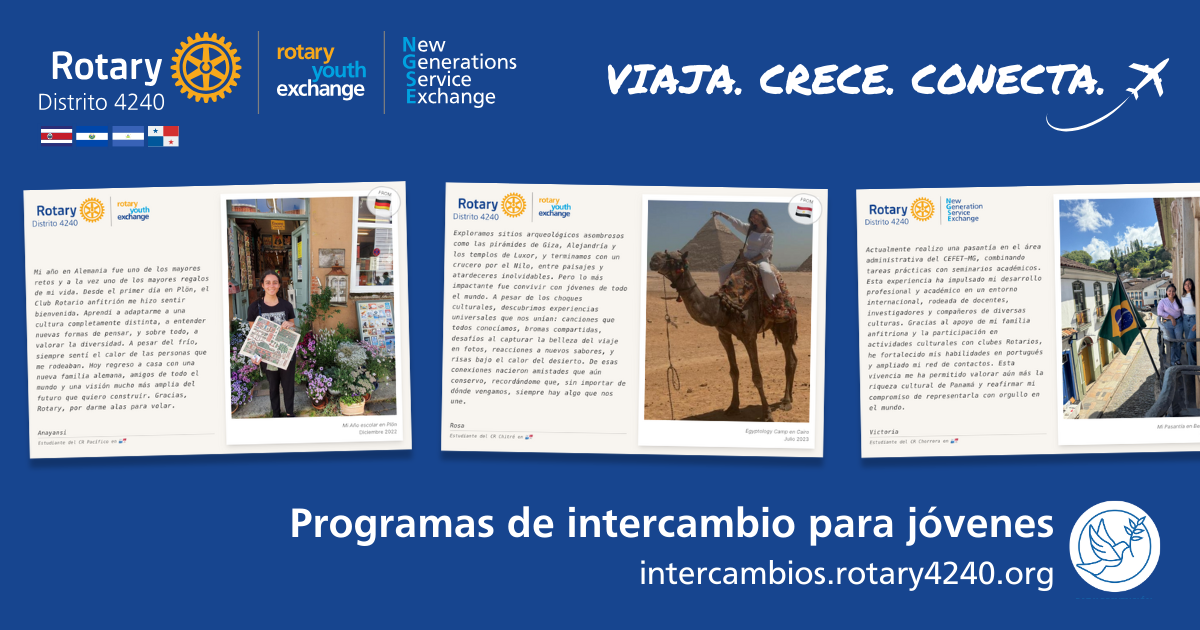 Rotary
Distrito 4240
rotary
youth
exchange
New
Generations
Service
Exchange
VIAJA. CRECE. CONECTA.
Rotary
Distrito 4240
rotary
youth
exchange
FROM
Mi año en Alemania fue uno de los mayores
retos y a la vez uno de los mayores regalos
de mi vida. Desde el primer día en Plön, el
Club Rotario anfitrión me hizo sentir
bienvenida. Aprendí a adaptarme a una
cultura completamente distinta, a entender
nuevas formas de pensar, y sobre todo, a
valorar la diversidad. A pesar del frío,
siempre sentí el calor de las personas que
me rodeaban. Hoy regreso a casa con una
nueva familia alemana, amigos de todo el
mundo y una visión mucho más amplia del
futuro que quiero construir. Gracias,
Rotary, por darme alas para volar.
Anayansi
Estudiante del CR Pacífico en
Mi Año escolar en Plön
Diciembre 2022
Rotary
Distrito 4240
rotary
youth
exchange
FROM
Exploramos sitios arqueológicos asombrosos
como las pirámides de Giza, Alejandría y
los templos de Luxor, y terminamos con un
crucero por el Nilo, entre paisajes y
atardeceres inolvidables. Pero lo más
impactante fue convivir con jóvenes de todo
el mundo. A pesar de los choques
culturales, descubrimos experiencias
universales que nos unían: canciones que
todos conocíamos, bromas compartidas,
desafíos al capturar la belleza del viaje
en fotos, reacciones a nuevos sabores, y
risas bajo el calor del desierto. De esas
conexiones nacieron amistades que aún
conservo, recordándome que, sin importar de
dónde vengamos, siempre hay algo que nos
une.
Rosa
Estudiante del CR Chitré en
Egyptology Camp en Cairo
Julio 2023
Rotary
Distrito 4240
New
Generation
Service
Exchange
Actualmente realizo una pasantía en el área
administrativa del CEFET-MG, combinando
tareas prácticas con seminarios académicos.
Esta experiencia ha impulsado mi desarrollo
profesional y académico en un entorno
internacional, rodeada de docentes,
investigadores y compañeros de diversas
culturas. Gracias al apoyo de mi familia
anfitriona y la participación en
actividades culturales con clubes Rotarios,
he fortalecido mis habilidades en portugués
y ampliado mi red de contactos. Esta
vivencia me ha permitido valorar aún más la
riqueza cultural de Panamá y reafirmar mi
compromiso de representarla con orgullo en
el mundo.
Victoria
Estudiante del CR Chorrera en
Mi Pasantía en
Programas de intercambio para jóvenes
intercambios.rotary4240.org